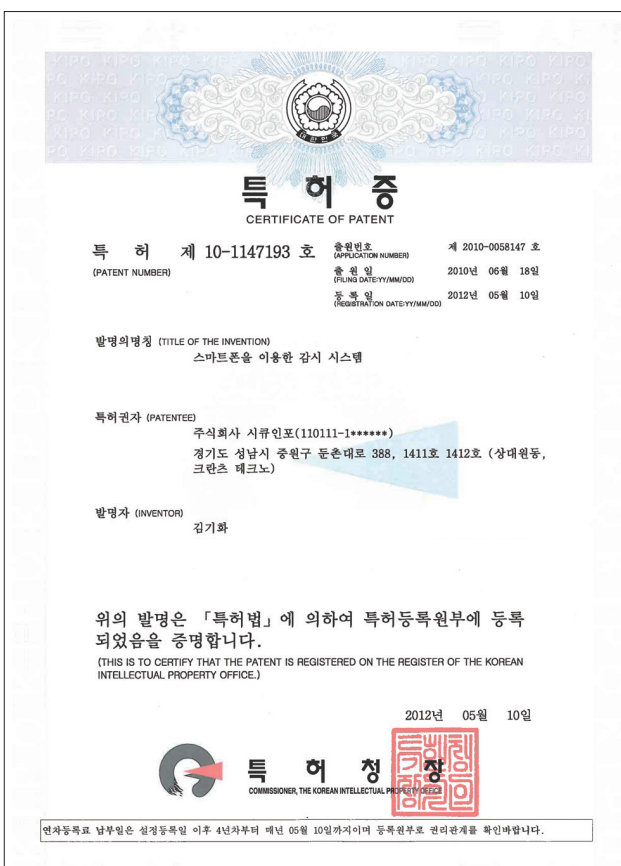 대한민국
특 허 증
CERTIFICATE OF PATENT
특 허 제 10-1147193 호
(PATENT NUMBER)
출원번호 제 2010-0058147 호
(APPLICATION NUMBER)
출 원 일 2010년 06월 18일
(FILING DATE:YY/MM/DD)
등 록 일 2012년 05월 10일
(REGISTRATION DATE:YY/MM/DD)
발명의명칭 (TITLE OF THE INVENTION)
스마트폰을 이용한 감시 시스템
특허권자 (PATENTEE)
주식회사 시큐인포(110111-1******)
경기도 성남시 중원구 둔촌대로 388, 1411호 1412호 (상대원동,
크란츠 테크노)
발명자 (INVENTOR)
김기화
위의 발명은 「특허법」에 의하여 특허등록원부에 등록
되었음을 증명합니다.
(THIS IS TO CERTIFY THAT THE PATENT IS REGISTERED ON THE REGISTER OF THE KOREAN
INTELLECTUAL PROPERTY OFFICE.)
2012년 05월 10일
특 허 청 장
COMMISSIONER, THE KOREAN INTELLECTUAL PROPERTY OFFICE
연차등록료 납부일은 설정등록일 이후 4년차부터 매년 05월 10일까지이며 등록원부로 권리관계를 확인바랍니다.